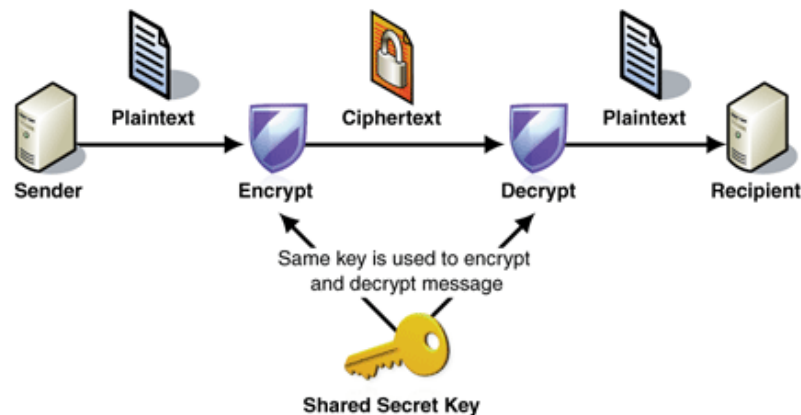 Plaintext
Ciphertext
Plaintext
Sender
Encrypt
Decrypt
Recipient
Same key is used to encrypt
and decrypt message
Shared Secret Key